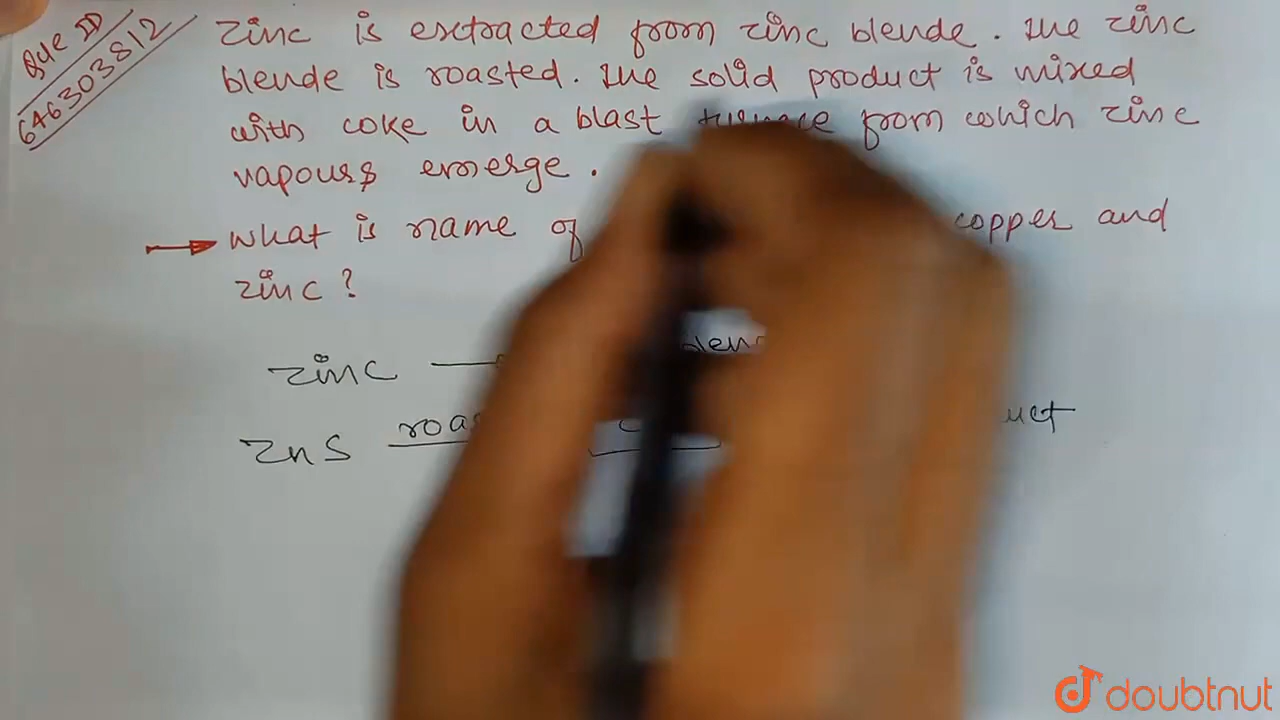 Que ID
646303812
Zinc is extracted from zinc blende. The zinc
blende is roasted. The solid product is mixed
with coke in a blast furnace from which zinc
vapours emerge.
→ What is name of copper and
zinc?
zinc
ZnS
uct
doubtnut